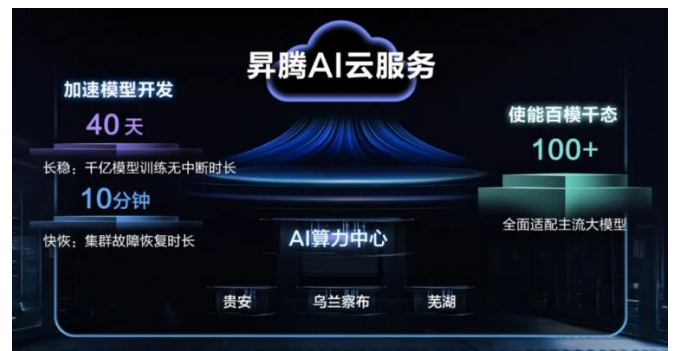 昇腾AI云服务
加速模型开发
40天
长稳：千亿模型训练无中断时长
10分钟
快恢：集群故障恢复时长
使能百模千态
100+
全面适配主流大模型
AI算力中心
贵安
乌兰察布
芜湖